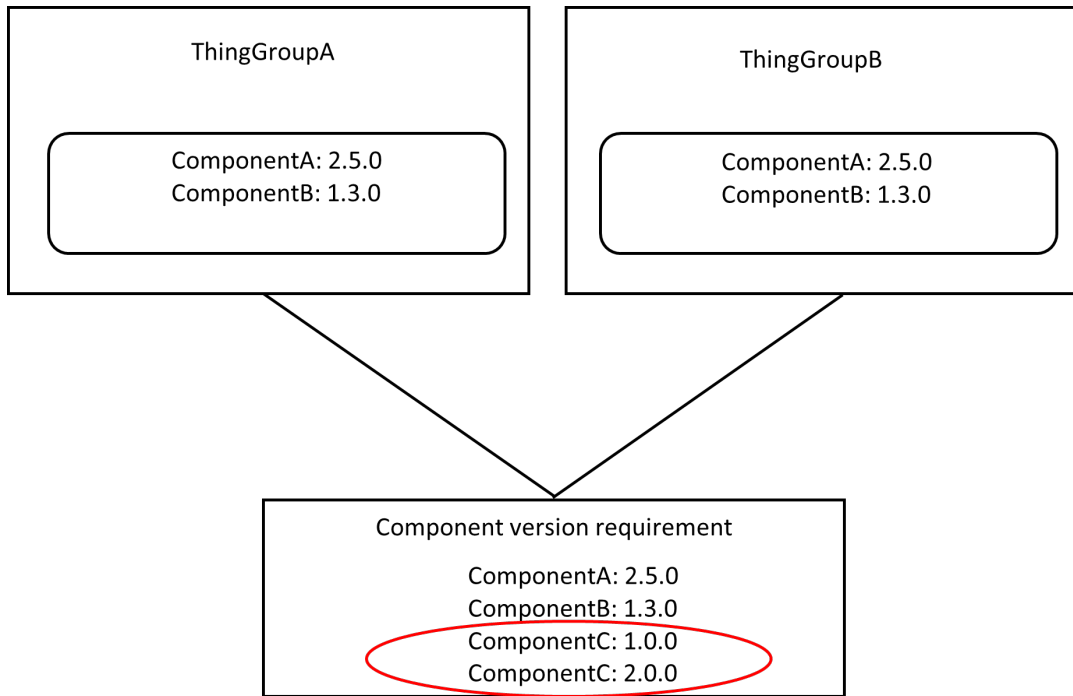 ThingGroupA
ComponentA: 2.5.0
ComponentB: 1.3.0
ThingGroupB
ComponentA: 2.5.0
ComponentB: 1.3.0
Component version requirement
ComponentA: 2.5.0
ComponentB: 1.3.0
ComponentC: 1.0.0
ComponentC: 2.0.0